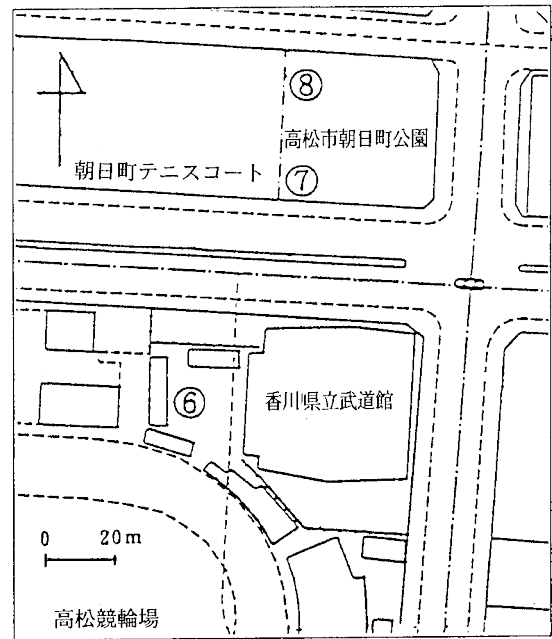 ⑧
高松市朝日町公園
朝日町テニスコート
⑦
香川県立武道館
⑥
0 20m
高松競輪場